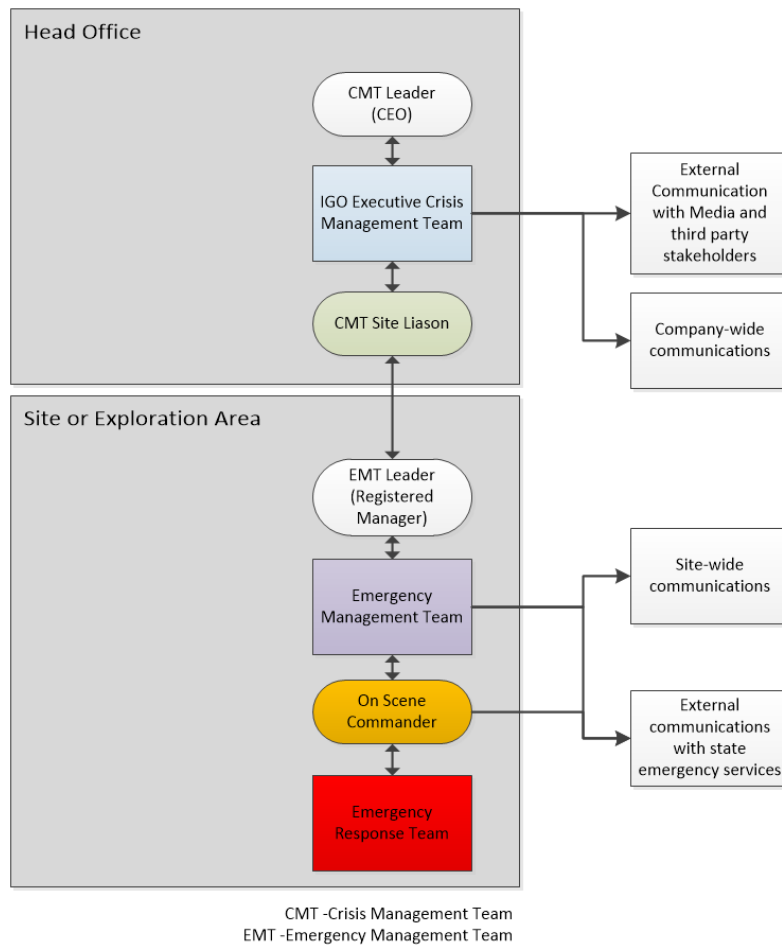 Head Office
CMT Leader
(CEO)
IGO Executive Crisis
Management Team
CMT Site Liason
External
Communication
with Media and
third party
stakeholders
Company-wide
communications
Site or Exploration Area
EMT Leader
(Registered
Manager)
Emergency
Management Team
On Scene
Commander
Emergency
Response Team
Site-wide
communications
External
communications
with state
emergency services
CMT -Crisis Management Team
EMT -Emergency Management Team